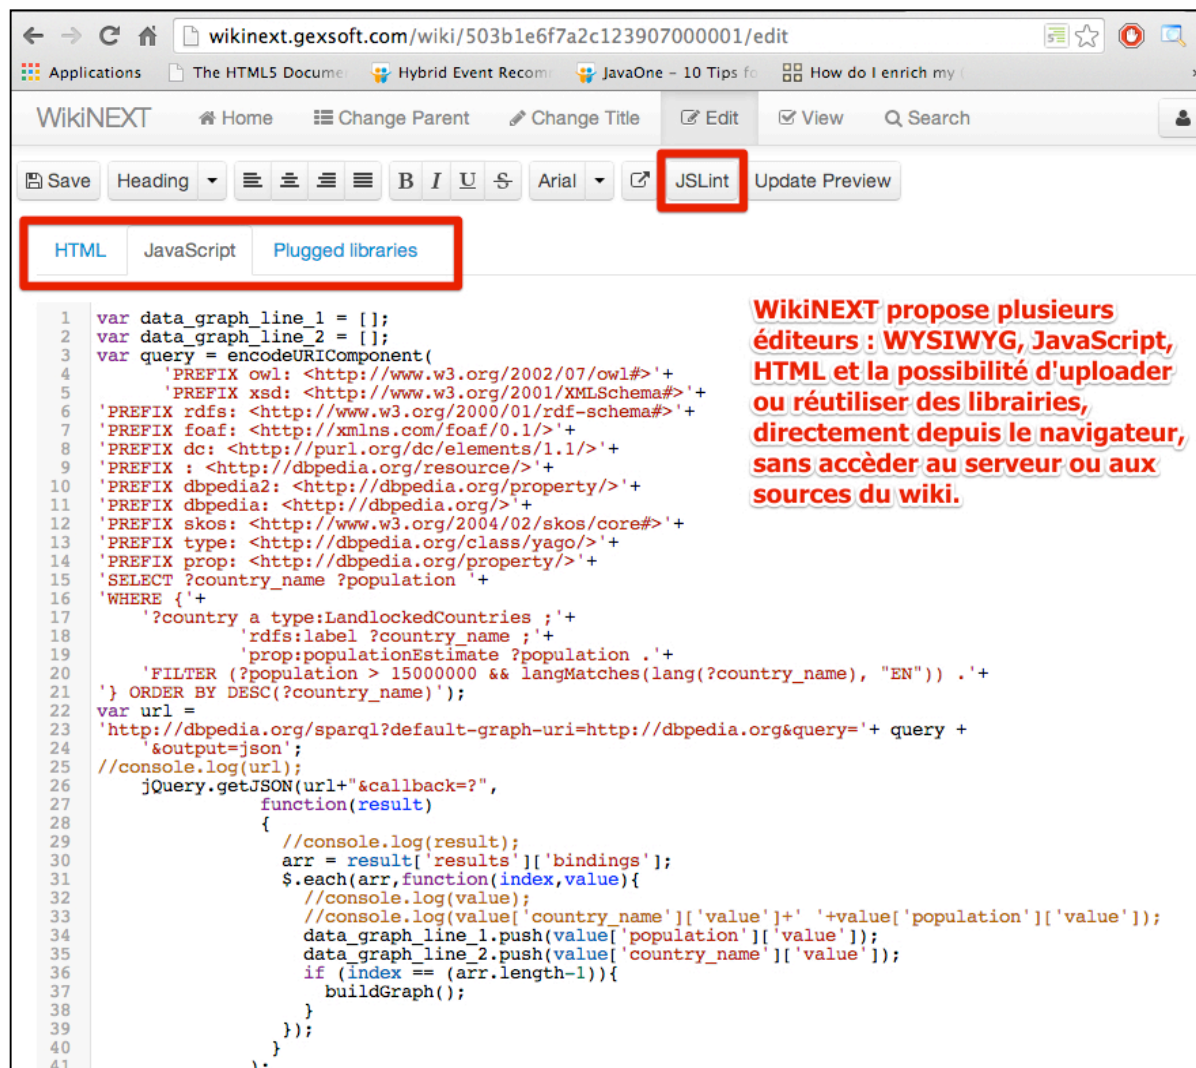 wikinext.gexsoft.com/wiki/503b1e6f7a2c123907000001/edit
Applications The HTML5 Docume Hybrid Event Recom JavaOne – 10 Tips fo How do I enrich my (
WikiNEXT Home Change Parent Change Title Edit View Search
Save Heading B I U S Arial JSLint Update Preview
HTML JavaScript Plugged libraries
WikiNEXT propose plusieurs
éditeurs : WYSIWYG, JavaScript,
HTML et la possibilité d'uploader
ou réutiliser des librairies,
directement depuis le navigateur,
sans accèder au serveur ou aux
sources du wiki.
1 var data_graph_line_1 = [];
2 var data_graph_line_2 = [];
3 var query = encodeURIComponent(
4 'PREFIX owl: <http://www.w3.org/2002/07/owl#>'+
5 'PREFIX xsd: <http://www.w3.org/2001/XMLSchema#>'+
6 'PREFIX rdfs: <http://www.w3.org/2000/01/rdf-schema#>'+
7 'PREFIX foaf: <http://xmlns.com/foaf/0.1/>'+
8 'PREFIX dc: <http://purl.org/dc/elements/1.1/>'+
9 'PREFIX : <http://dbpedia.org/resource/>'+
10 'PREFIX dbpedia2: <http://dbpedia.org/property/>'+
11 'PREFIX dbpedia: <http://dbpedia.org/>'+
12 'PREFIX skos: <http://www.w3.org/2004/02/skos/core#>'+
13 'PREFIX type: <http://dbpedia.org/class/yago/>'+
14 'PREFIX prop: <http://dbpedia.org/property/>'+
15 'SELECT ?country_name ?population '+
16 'WHERE {'+
17 '?country a type:LandlockedCountries ;'+
18 'rdfs:label ?country_name ;'+
19 'prop:populationEstimate ?population .'+
20 'FILTER (?population > 15000000 && langMatches(lang(?country_name), "EN")) .'+
21 '} ORDER BY DESC(?country_name)');
22 var url =
23 'http://dbpedia.org/sparql?default-graph-uri=http://dbpedia.org&query='+ query +
24 '&output=json';
25 //console.log(url);
26 jQuery.getJSON(url+"&callback=?",
27 function(result)
28 {
29 //console.log(result);
30 arr = result['results']['bindings'];
31 $.each(arr,function(index,value){
32 //console.log(value);
33 //console.log(value['country_name']['value']+' '+value['population']['value']);
34 data_graph_line_1.push(value['population']['value']);
35 data_graph_line_2.push(value['country_name']['value']);
36 if (index == (arr.length-1)){
37 buildGraph();
38 }
39 });
40 }
41 );